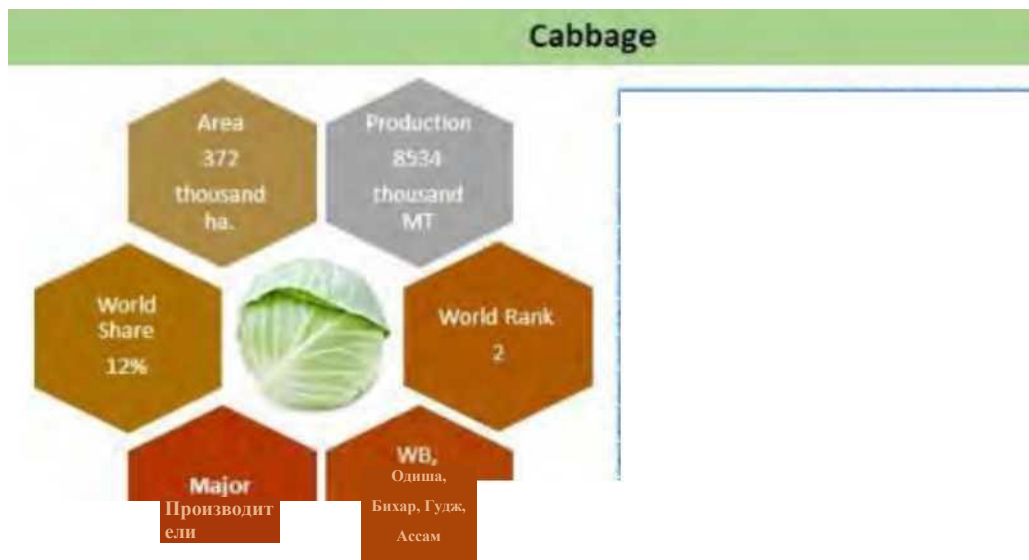 Cabbage
Area
372
thousand
ha.
Production
8534
thousand
MT
World
Share
12%
World Rank
2
Major
Производит
ели
WB,
Одиша,
Бихар, Гудж,
Ассам